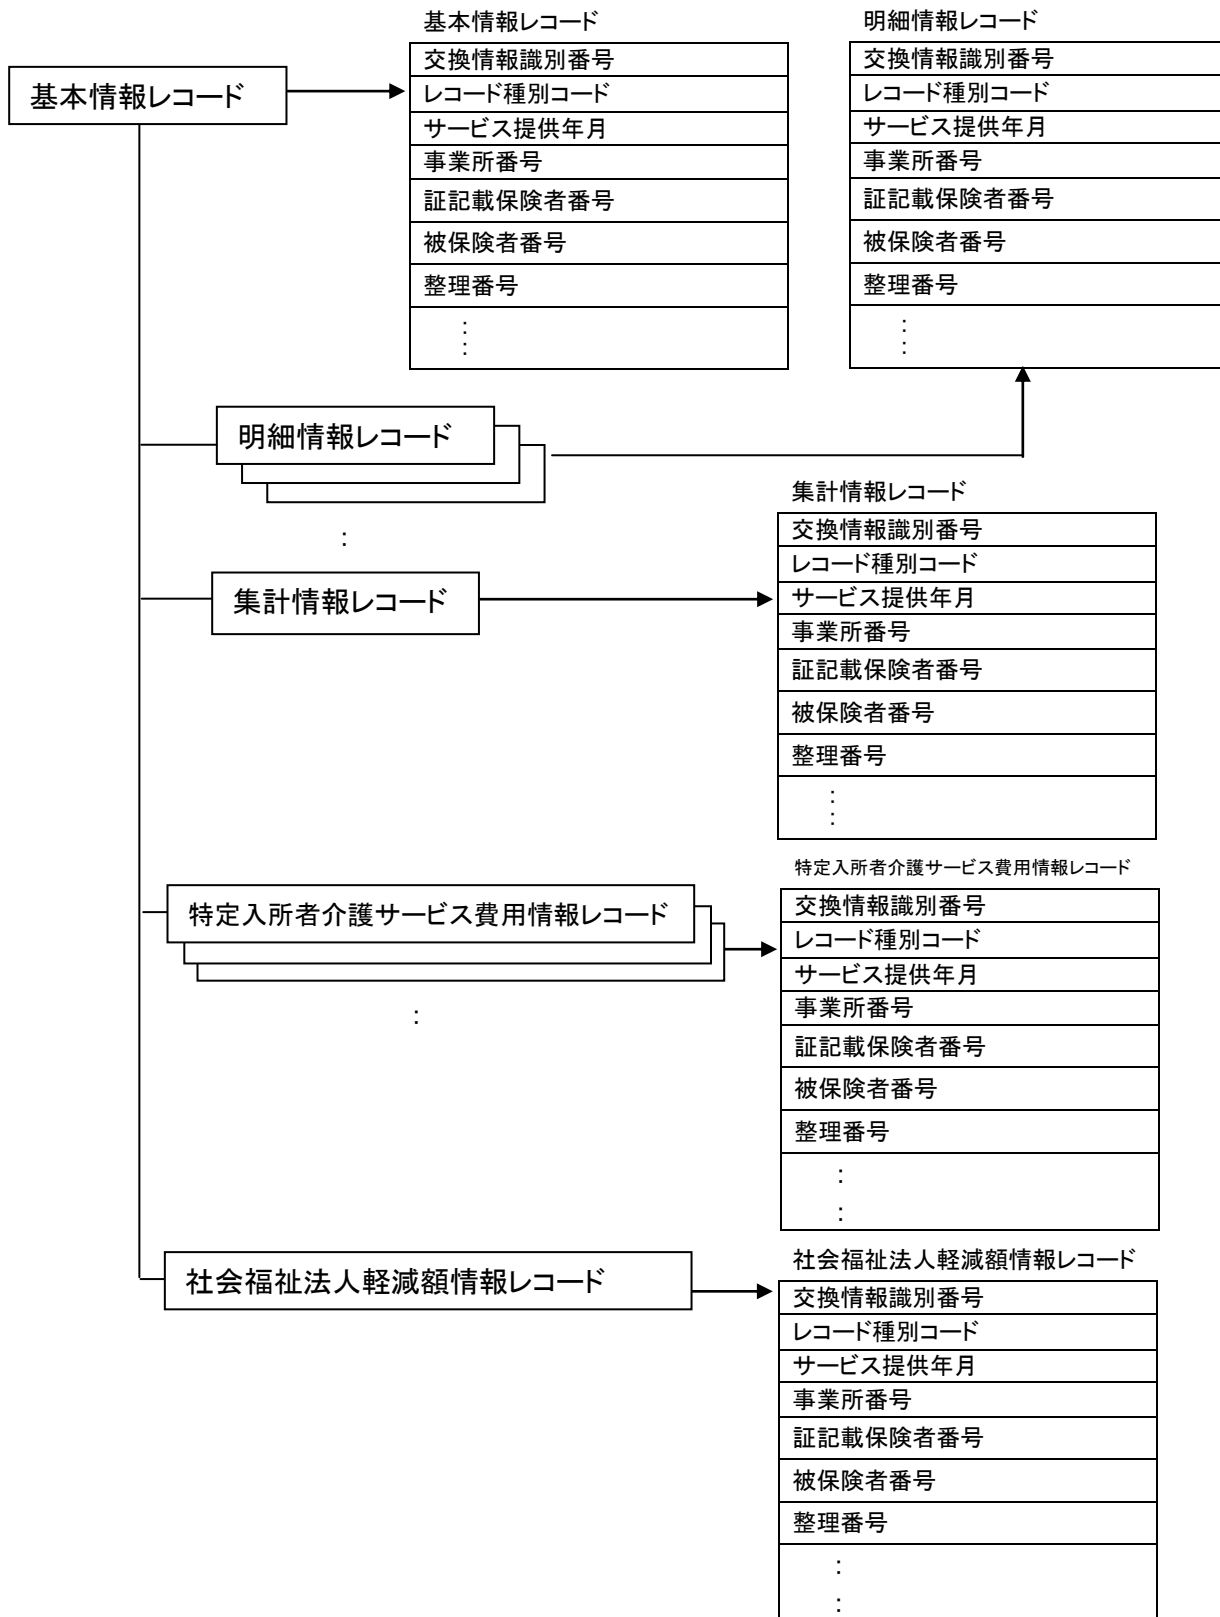 基本情報レコード
基本情報レコード
交換情報識別番号
レコード種別コード
サービス提供年月
事業所番号
証記載保険者番号
被保険者番号
整理番号
:
:
明細情報レコード
交換情報識別番号
レコード種別コード
サービス提供年月
事業所番号
証記載保険者番号
被保険者番号
整理番号
:
:
明細情報レコード
:
集計情報レコード
集計情報レコード
交換情報識別番号
レコード種別コード
サービス提供年月
事業所番号
証記載保険者番号
被保険者番号
整理番号
:
:
特定入所者介護サービス費用情報レコード
:
特定入所者介護サービス費用情報レコード
交換情報識別番号
レコード種別コード
サービス提供年月
事業所番号
証記載保険者番号
被保険者番号
整理番号
:
:
社会福祉法人軽減額情報レコード
社会福祉法人軽減額情報レコード
交換情報識別番号
レコード種別コード
サービス提供年月
事業所番号
証記載保険者番号
被保険者番号
整理番号
:
: